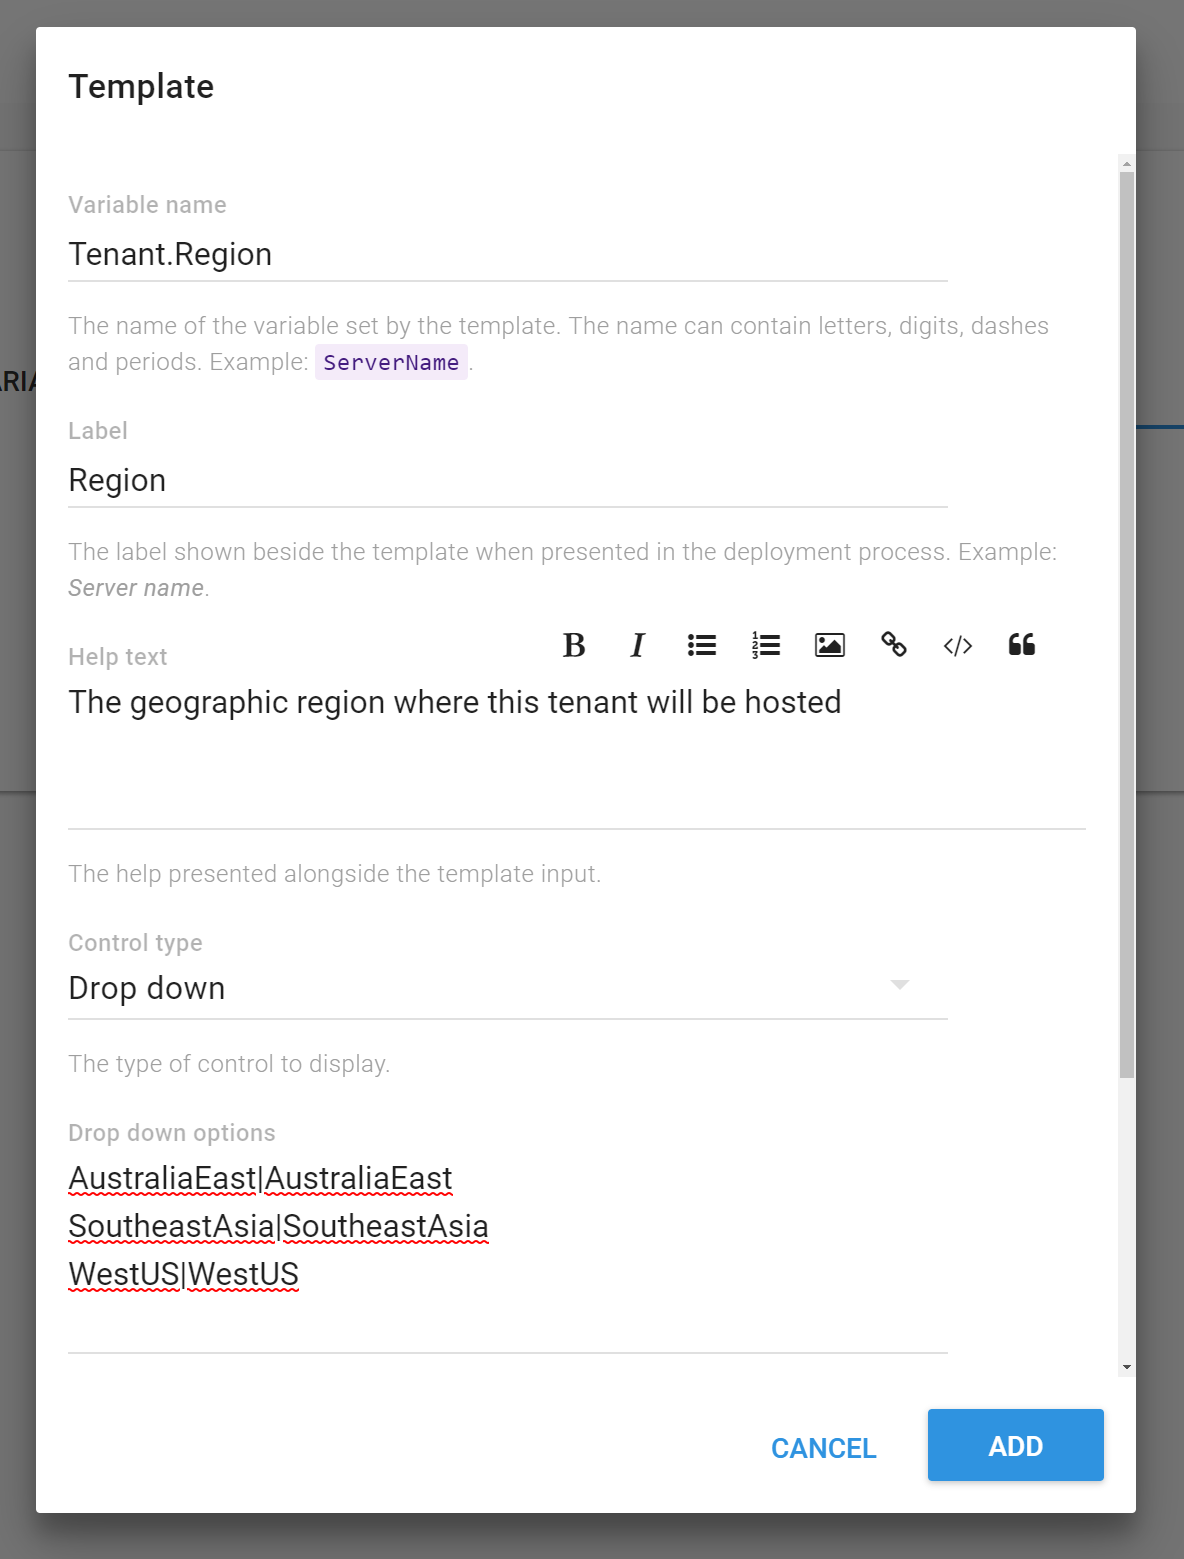 Template
Variable name
Tenant.Region
The name of the variable set by the template. The name can contain letters, digits, dashes
and periods. Example: ServerName.
Label
Region
The label shown beside the template when presented in the deployment process. Example:
Server name.
Help text
The geographic region where this tenant will be hosted
The help presented alongside the template input.
Control type
Drop down
The type of control to display.
Drop down options
AustraliaEast|AustraliaEast
SoutheastAsia|SoutheastAsia
WestUS|WestUS
CANCEL
ADD